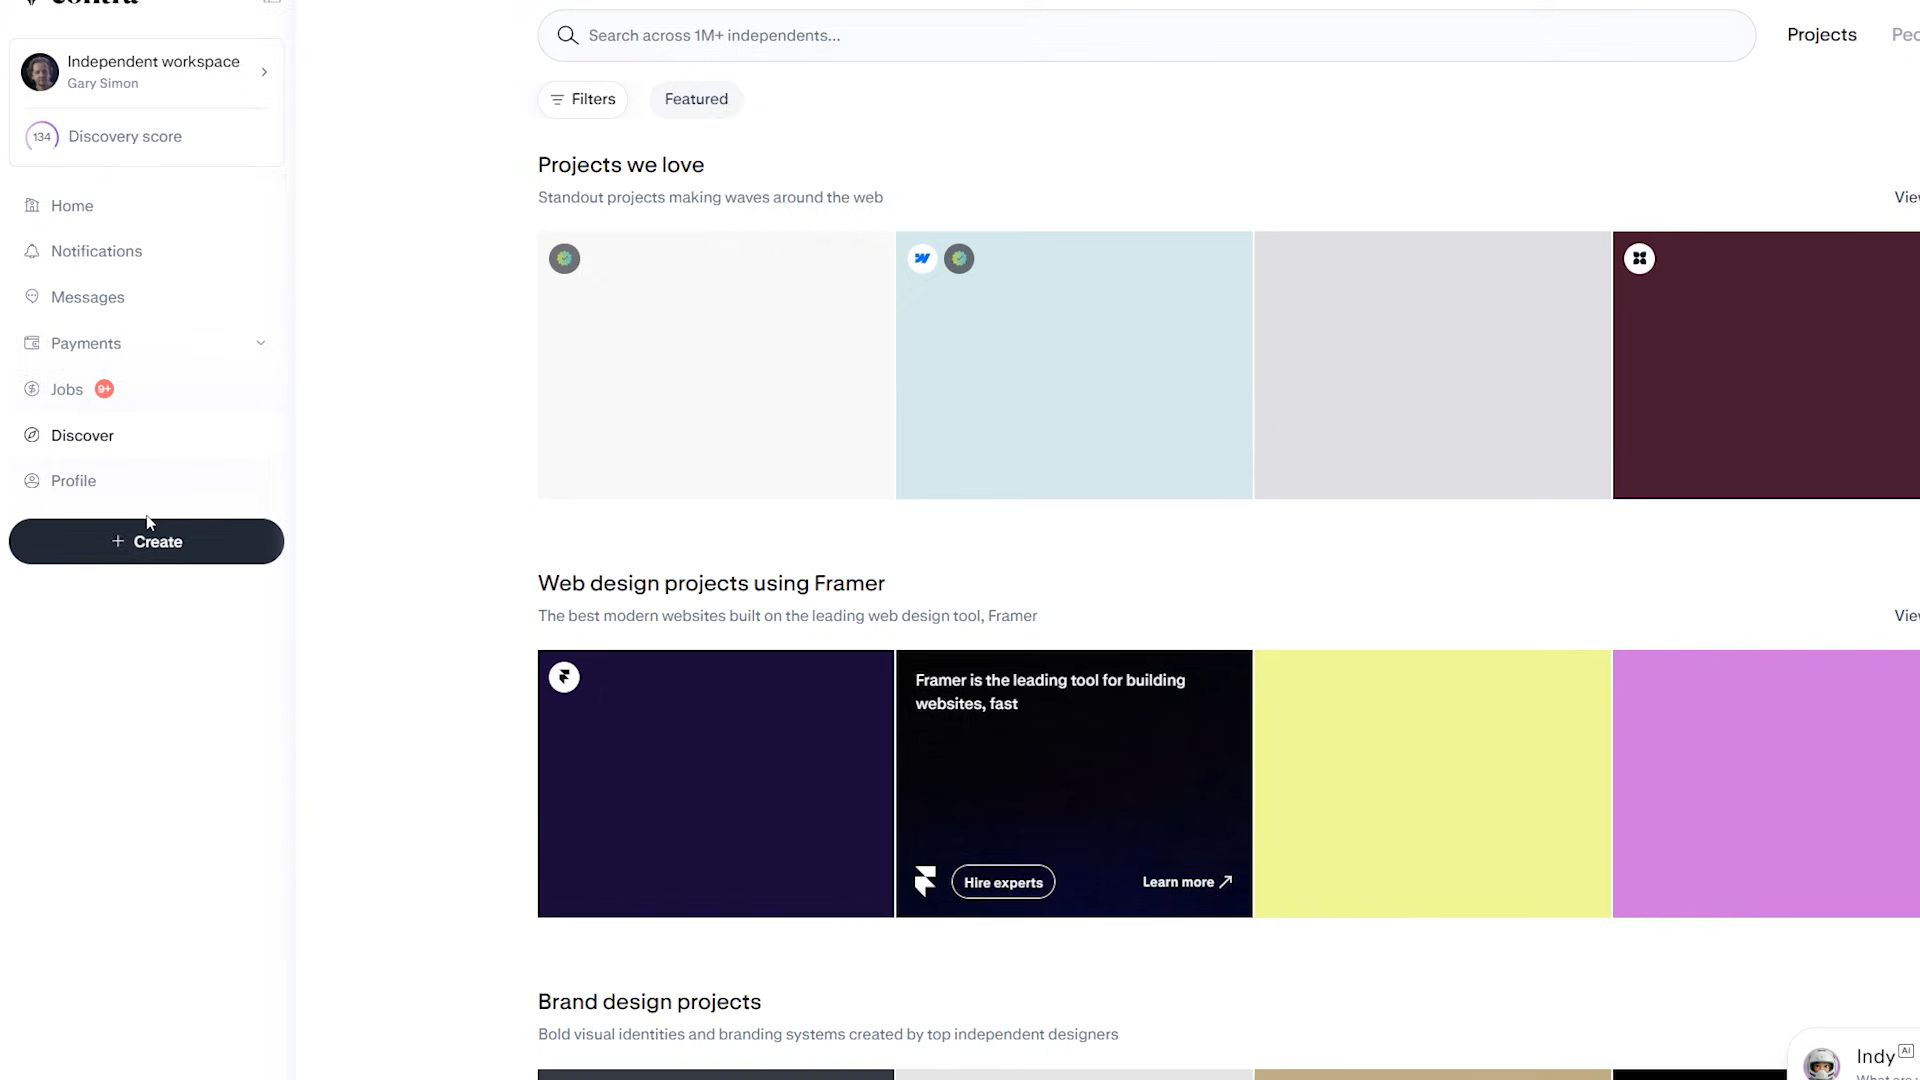 contra
Independent workspace
Gary Simon
134
Discovery score
Home
Notifications
Messages
Payments
Jobs 9+
Discover
Profile
+ Create
Search across 1M+ independents...
Projects
Filters
Featured
Projects we love
Standout projects making waves around the web
Web design projects using Framer
The best modern websites built on the leading web design tool, Framer
Framer is the leading tool for building
websites, fast
Hire experts
Learn more
Brand design projects
Bold visual identities and branding systems created by top independent designers
Indy AI